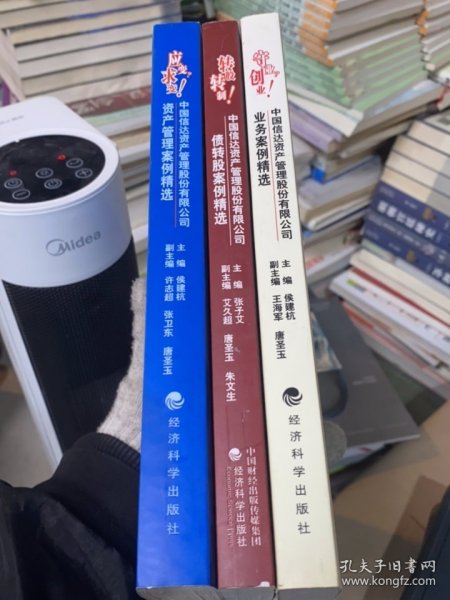 应变，求变！
中国信达资产管理股份有限公司
资产管理案例精选
主编 侯建杭
副主编 许志超 张卫东 唐圣玉
经济科学出版社
转股，转制！
中国信达资产管理股份有限公司
债转股案例精选
主编 张子艾
副主编 艾久超 唐圣玉 朱文生
中国财经出版传媒集团
经济科学出版社
Economic Science Press
守业，创业！
中国信达资产管理股份有限公司
业务案例精选
主编 侯建杭
副主编 王海军 唐圣玉
经济科学出版社
Midea
孔夫子旧书网
www.kongfz.com